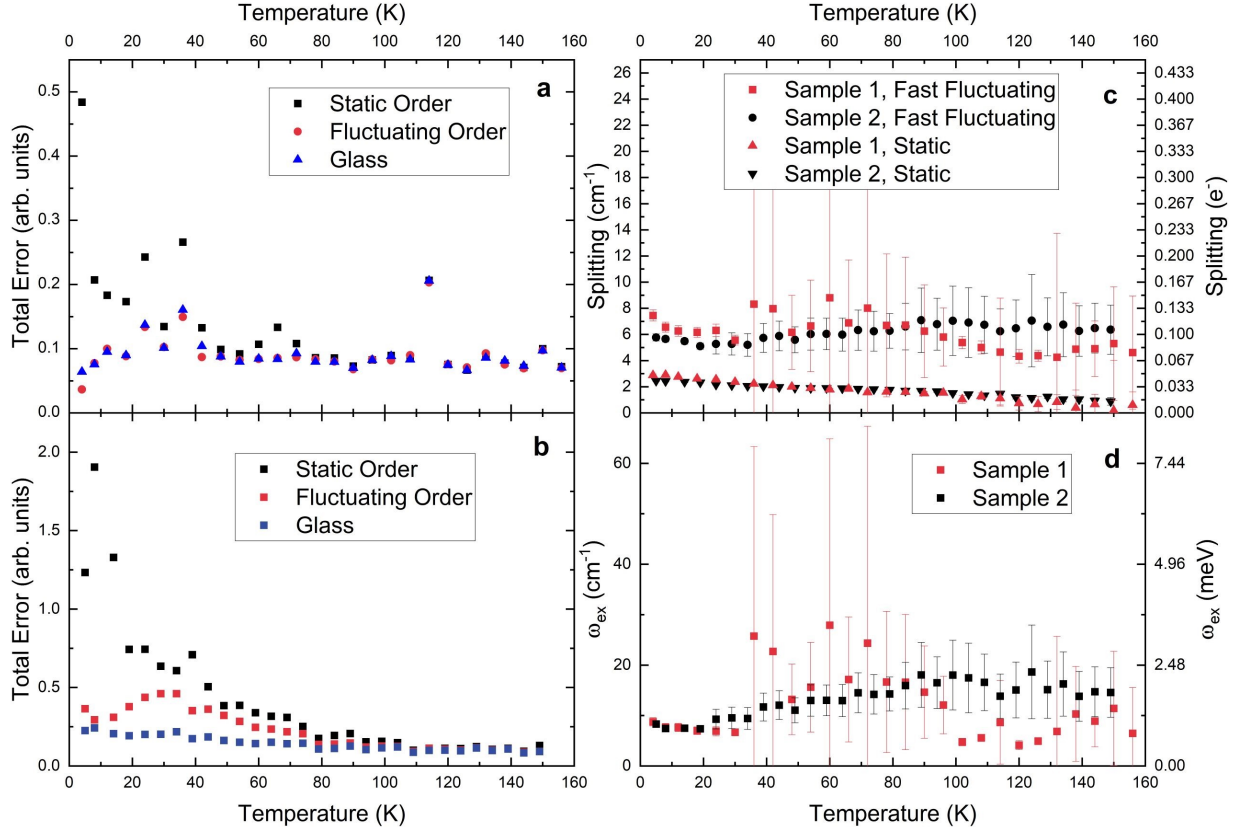 Temperature (K)
0 20 40 60 80 100 120 140 160
Total Error (arb. units)
0.5
0.4
0.3
0.2
0.1
0.0
a
Static Order
Fluctuating Order
Glass
Total Error (arb. units)
2.0
1.5
1.0
0.5
0.0
b
Static Order
Fluctuating Order
Glass
0 20 40 60 80 100 120 140 160
Temperature (K)
Temperature (K)
0 20 40 60 80 100 120 140 160
Splitting (cm⁻¹)
26
24
22
20
18
16
14
12
10
8
6
4
2
0
c
Sample 1, Fast Fluctuating
Sample 2, Fast Fluctuating
Sample 1, Static
Sample 2, Static
0.433
0.400
0.367
0.333
0.300
0.267
0.233
0.200
0.167
0.133
0.100
0.067
0.033
0.000
Splitting (e⁻)
ωex (cm⁻¹)
60
40
20
0
d
Sample 1
Sample 2
7.44
4.96
2.48
0.00
ωex (meV)
0 20 40 60 80 100 120 140 160
Temperature (K)